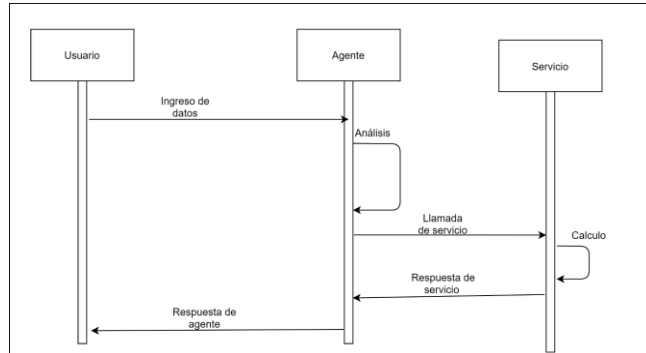 Usuario
Agente
Servicio
Ingreso de
datos
Análisis
Llamada
de servicio
Calculo
Respuesta de
servicio
Respuesta de
agente